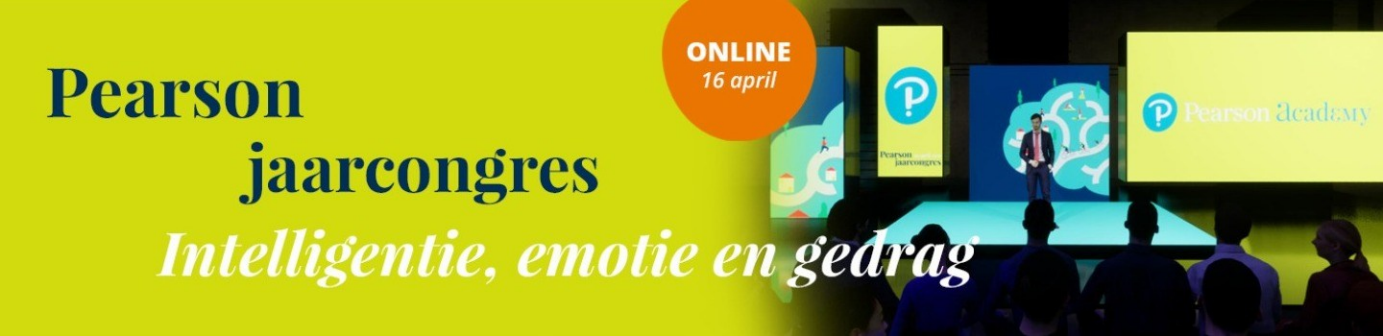 Pearson
jaarcongres
Intelligentie, emotie en gedrag
ONLINE
16 april
Pearson
jaarcongres
Pearson academy